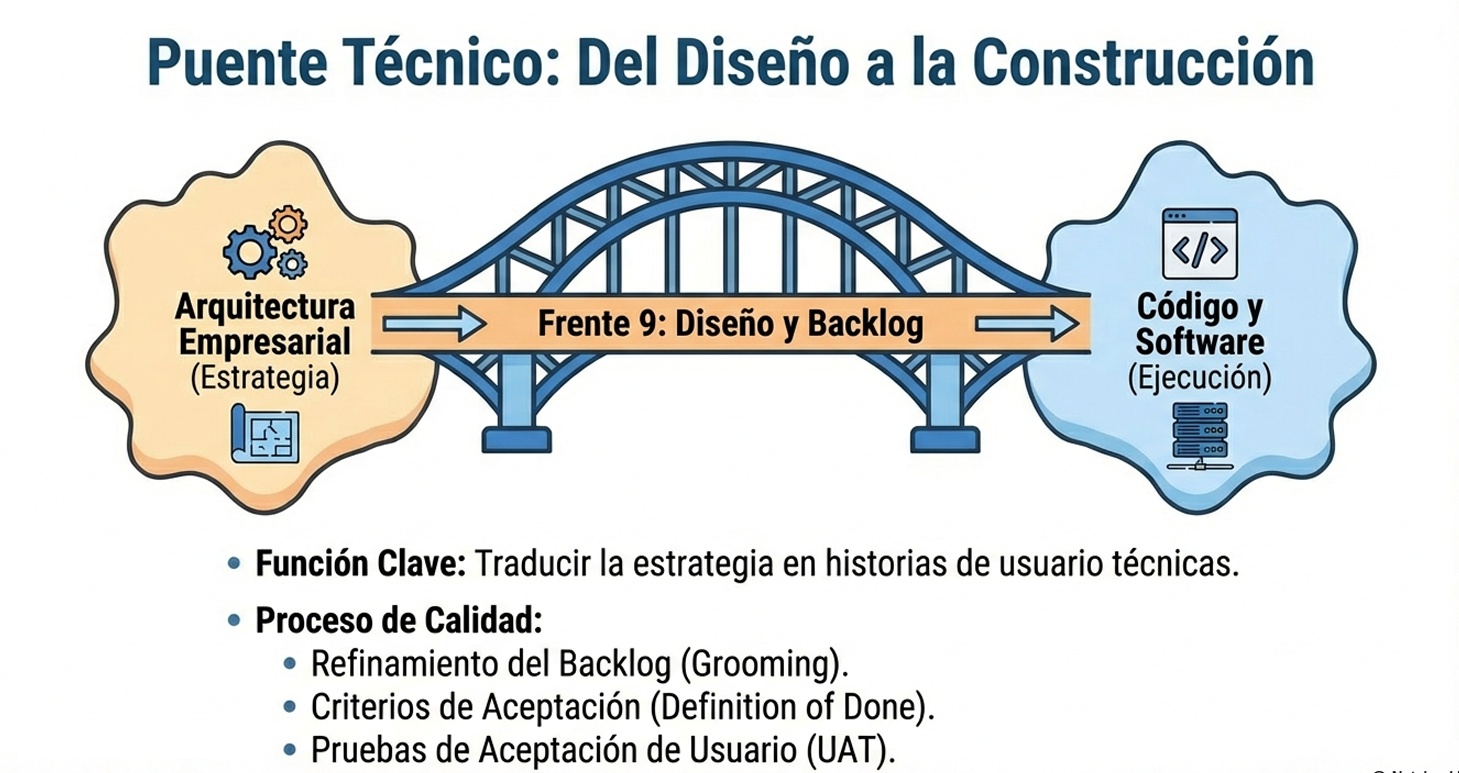 Puente Técnico: Del Diseño a la Construcción
Arquitectura
Empresarial
(Estrategia)
Frente 9: Diseño y Backlog
Código y
Software
(Ejecución)
• Función Clave: Traducir la estrategia en historias de usuario técnicas.
• Proceso de Calidad:
• Refinamiento del Backlog (Grooming).
• Criterios de Aceptación (Definition of Done).
• Pruebas de Aceptación de Usuario (UAT).